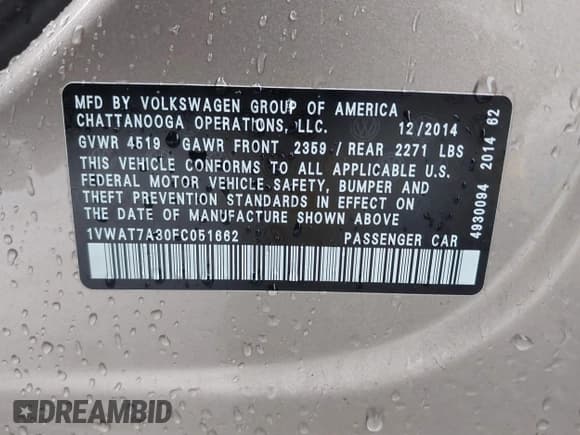 MFD BY VOLKSWAGEN GROUP OF AMERICA
CHATTANOOGA OPERATIONS, LLC. 12/2014
GVWR 4519 GAWR FRONT 2359 / REAR 2271 LBS
THIS VEHICLE CONFORMS TO ALL APPLICABLE U.S.
FEDERAL MOTOR VEHICLE SAFETY, BUMPER AND
THEFT PREVENTION STANDARDS IN EFFECT ON
THE DATE OF MANUFACTURE SHOWN ABOVE
1VWAT7A30FC051662 PASSENGER CAR
4930094 2014 62
DREAMBID